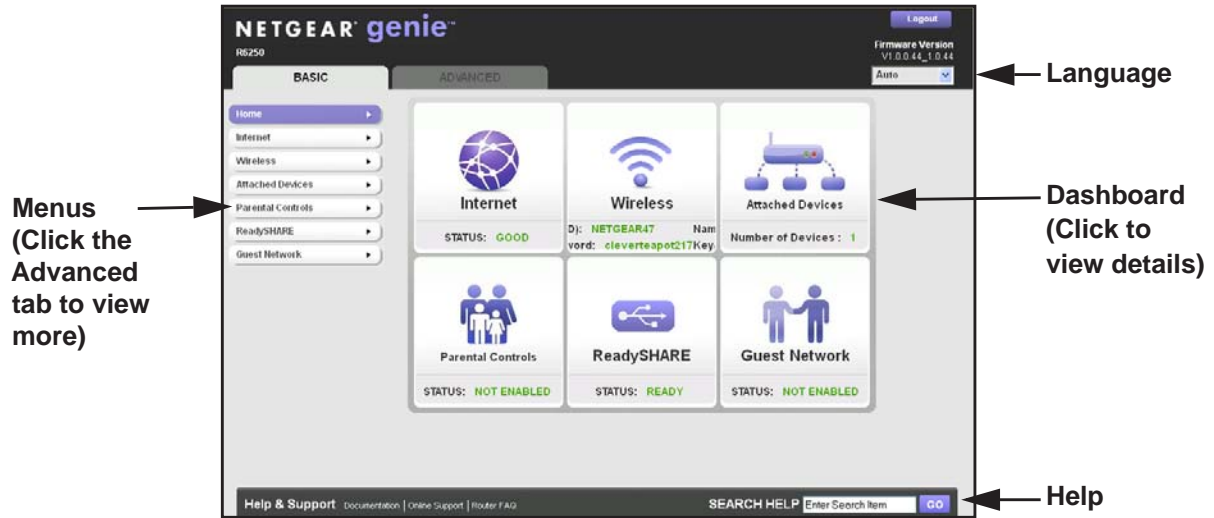 NETGEAR® genie™
R6250
Logout
Firmware Version
V1.0.0.44_1.0.44
BASIC
ADVANCED
Auto
Language
Home
Internet
Wireless
Attached Devices
Parental Controls
ReadySHARE
Guest Network
Menus
(Click the
Advanced
tab to view
more)
Internet
STATUS: GOOD
Wireless
D): NETGEAR47 Nam
vord: cleverteapot217Key
Attached Devices
Number of Devices : 1
Dashboard
(Click to
view details)
Parental Controls
STATUS: NOT ENABLED
ReadySHARE
STATUS: READY
Guest Network
STATUS: NOT ENABLED
Help & Support Documentation | Online Support | Router FAQ
SEARCH HELP Enter Search Item GO
Help